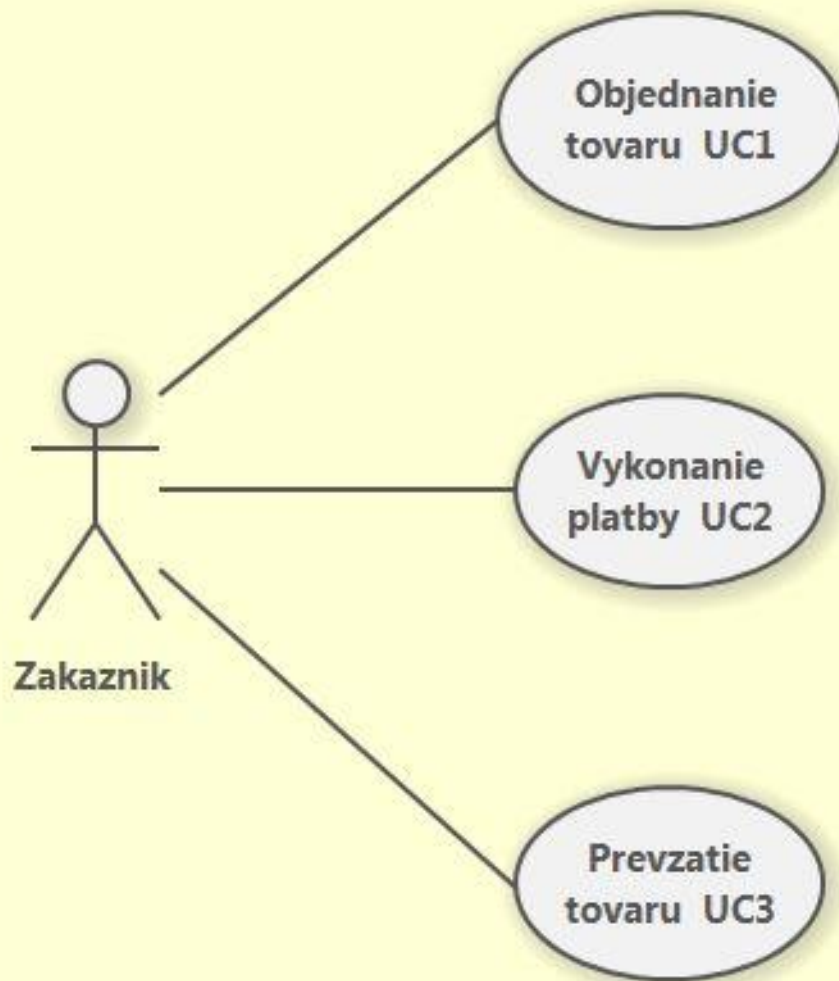 Objednanie
tovaru UC1
Vykonanie
platby UC2
Zakaznik
Prevzatie
tovaru UC3